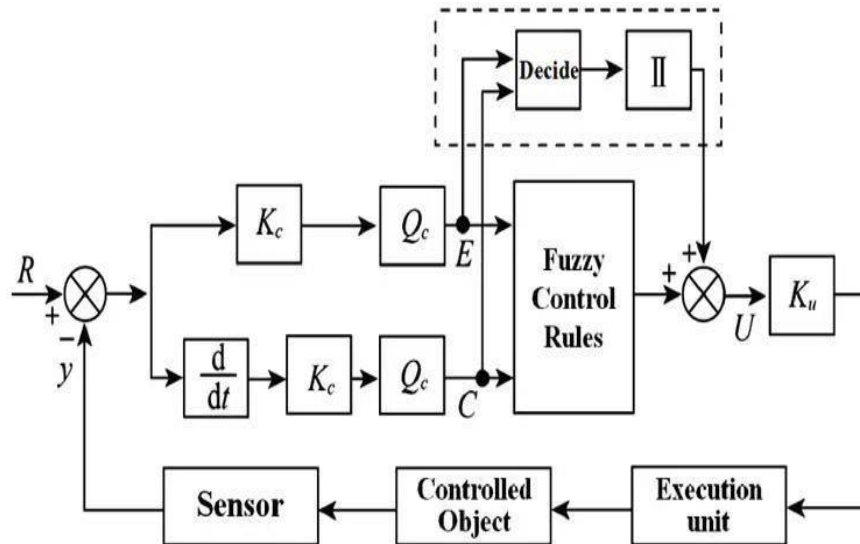 Decide
II
K_c
Q_c
E
R
+
−
y
d
dt
K_c
Q_c
C
Fuzzy
Control
Rules
+
+
U
K_u
Sensor
Controlled
Object
Execution
unit